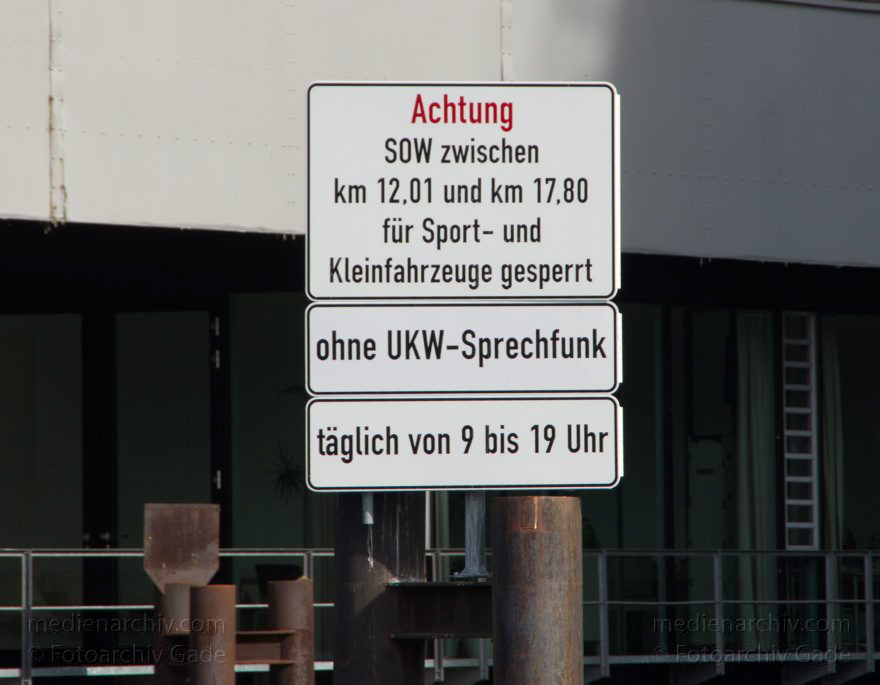 Achtung
SOW zwischen
km 12,01 und km 17,80
für Sport- und
Kleinfahrzeuge gesperrt
ohne UKW-Sprechfunk
täglich von 9 bis 19 Uhr
medienarchiv.com
© Fotoarchiv Gade
medienarchiv.com
© Fotoarchiv Gade